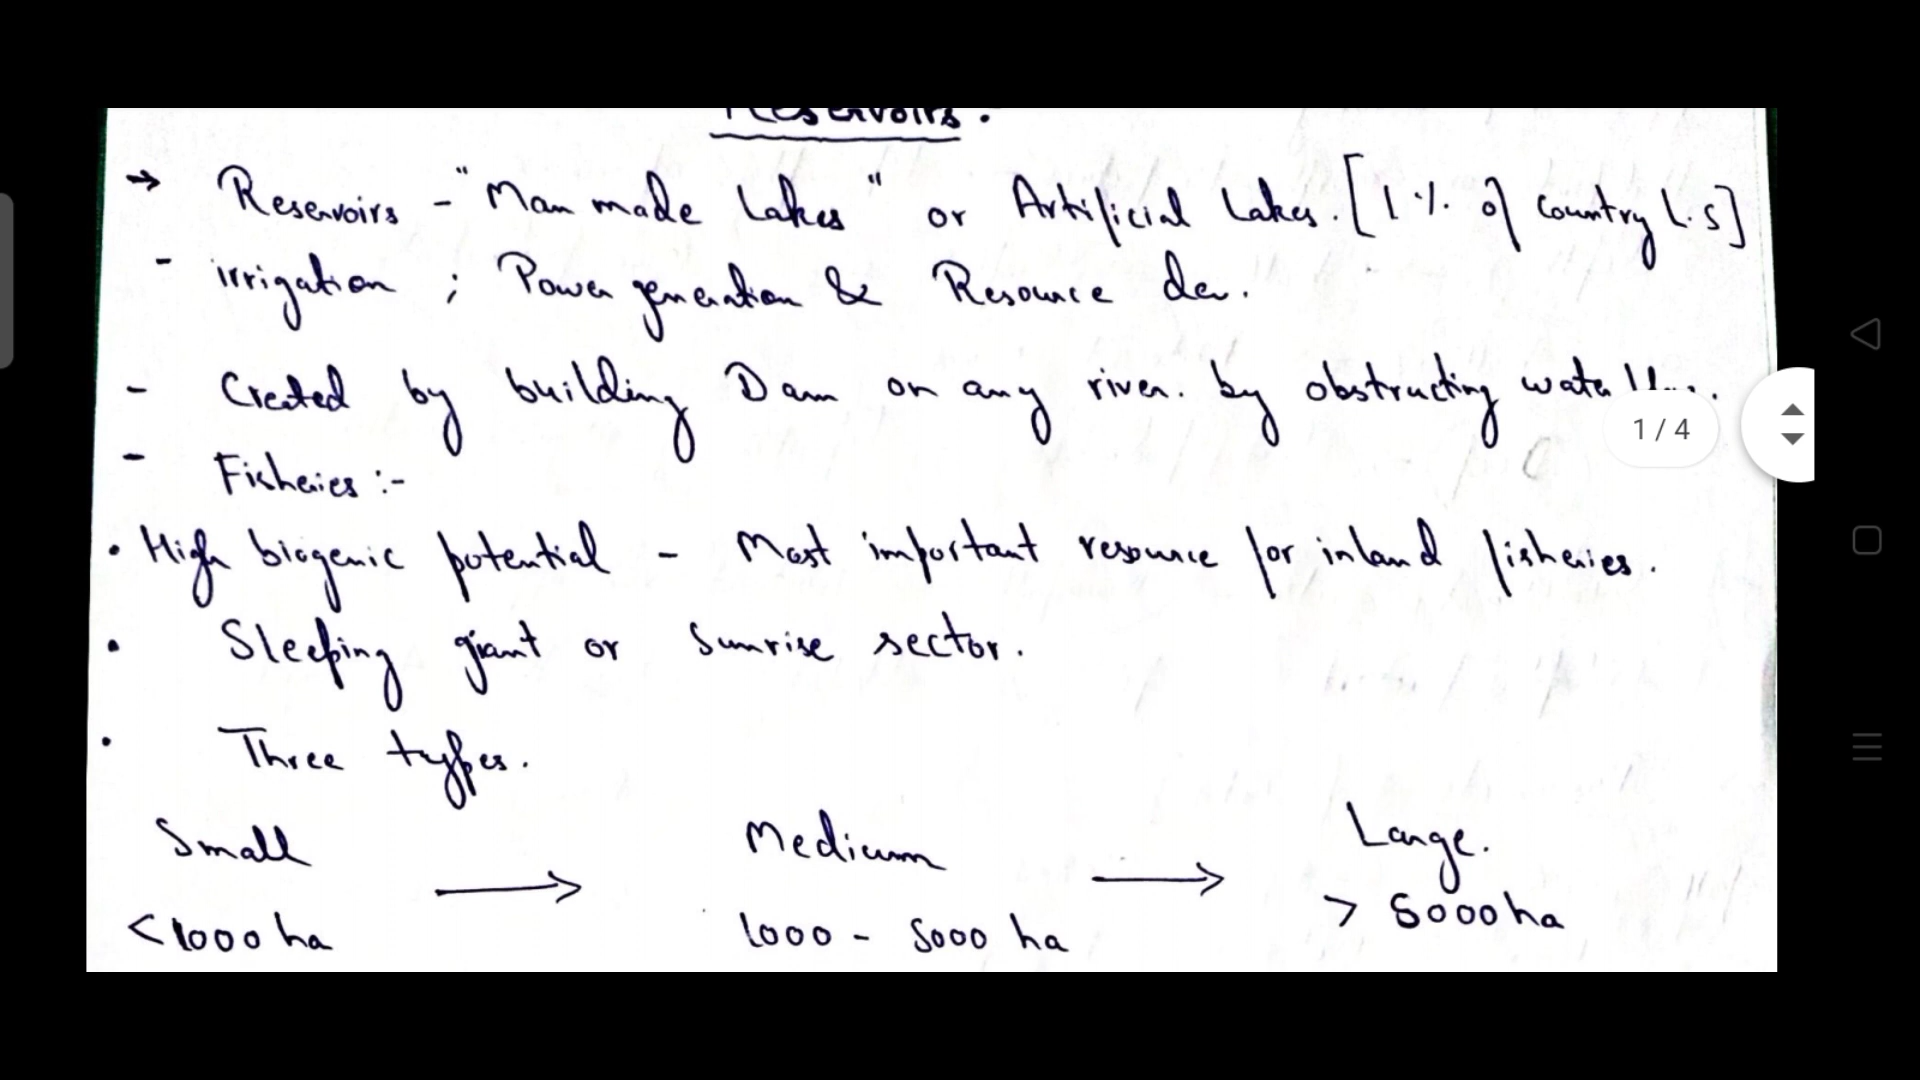 Reservoirs.
→ Reservoirs - "Man made Lakes" or Artificial Lakes. [1 % of country L.S]
- irrigation ; Power generation & Resource dev.
- Created by building Dam on any river. by obstructing water
1 / 4
- Fisheries :-
• High biogenic potential - Most important resource for inland fisheries.
• Sleeping giant or Sunrise sector.
• Three types.
Small → Medium → Large.
<1000 ha 1000 - 5000 ha > 5000 ha